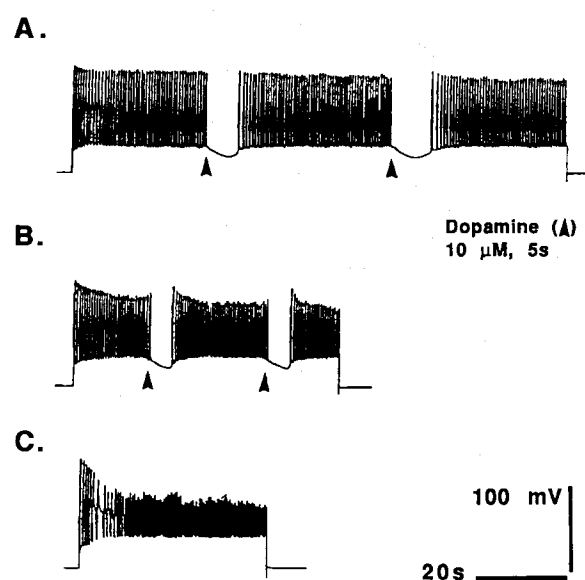 A.
Dopamine (▲)
10 µM, 5s
B.
C.
100 mV
20s